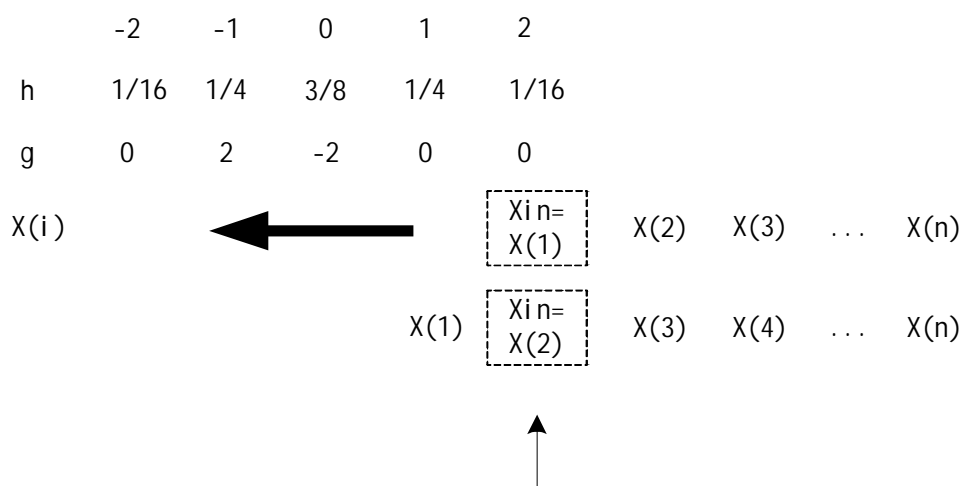 -2 -1 0 1 2
h 1/16 1/4 3/8 1/4 1/16
g 0 2 -2 0 0
X(i) Xin= X(2) X(3) ... X(n)
X(1)
X(1) Xin= X(3) X(4) ... X(n)
X(2)